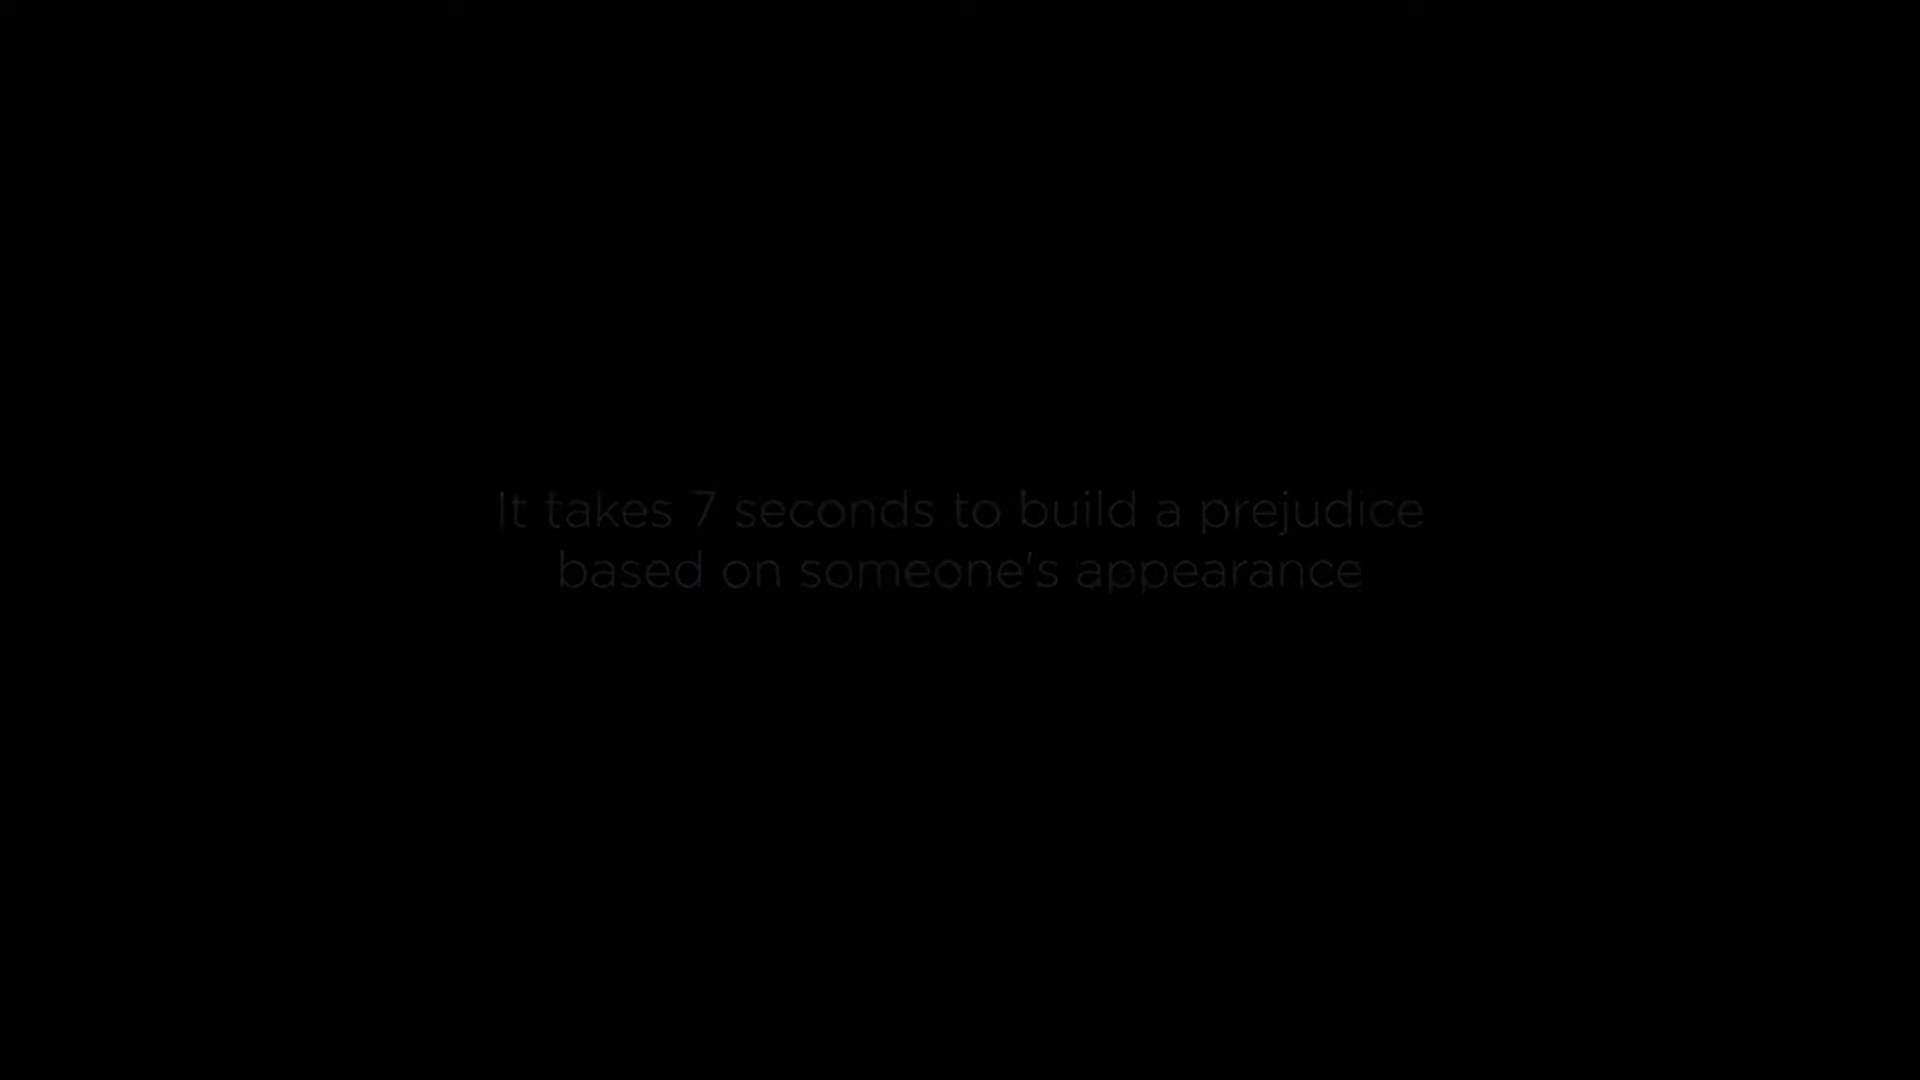 It takes 7 seconds to build a prejudice
based on someone's appearance